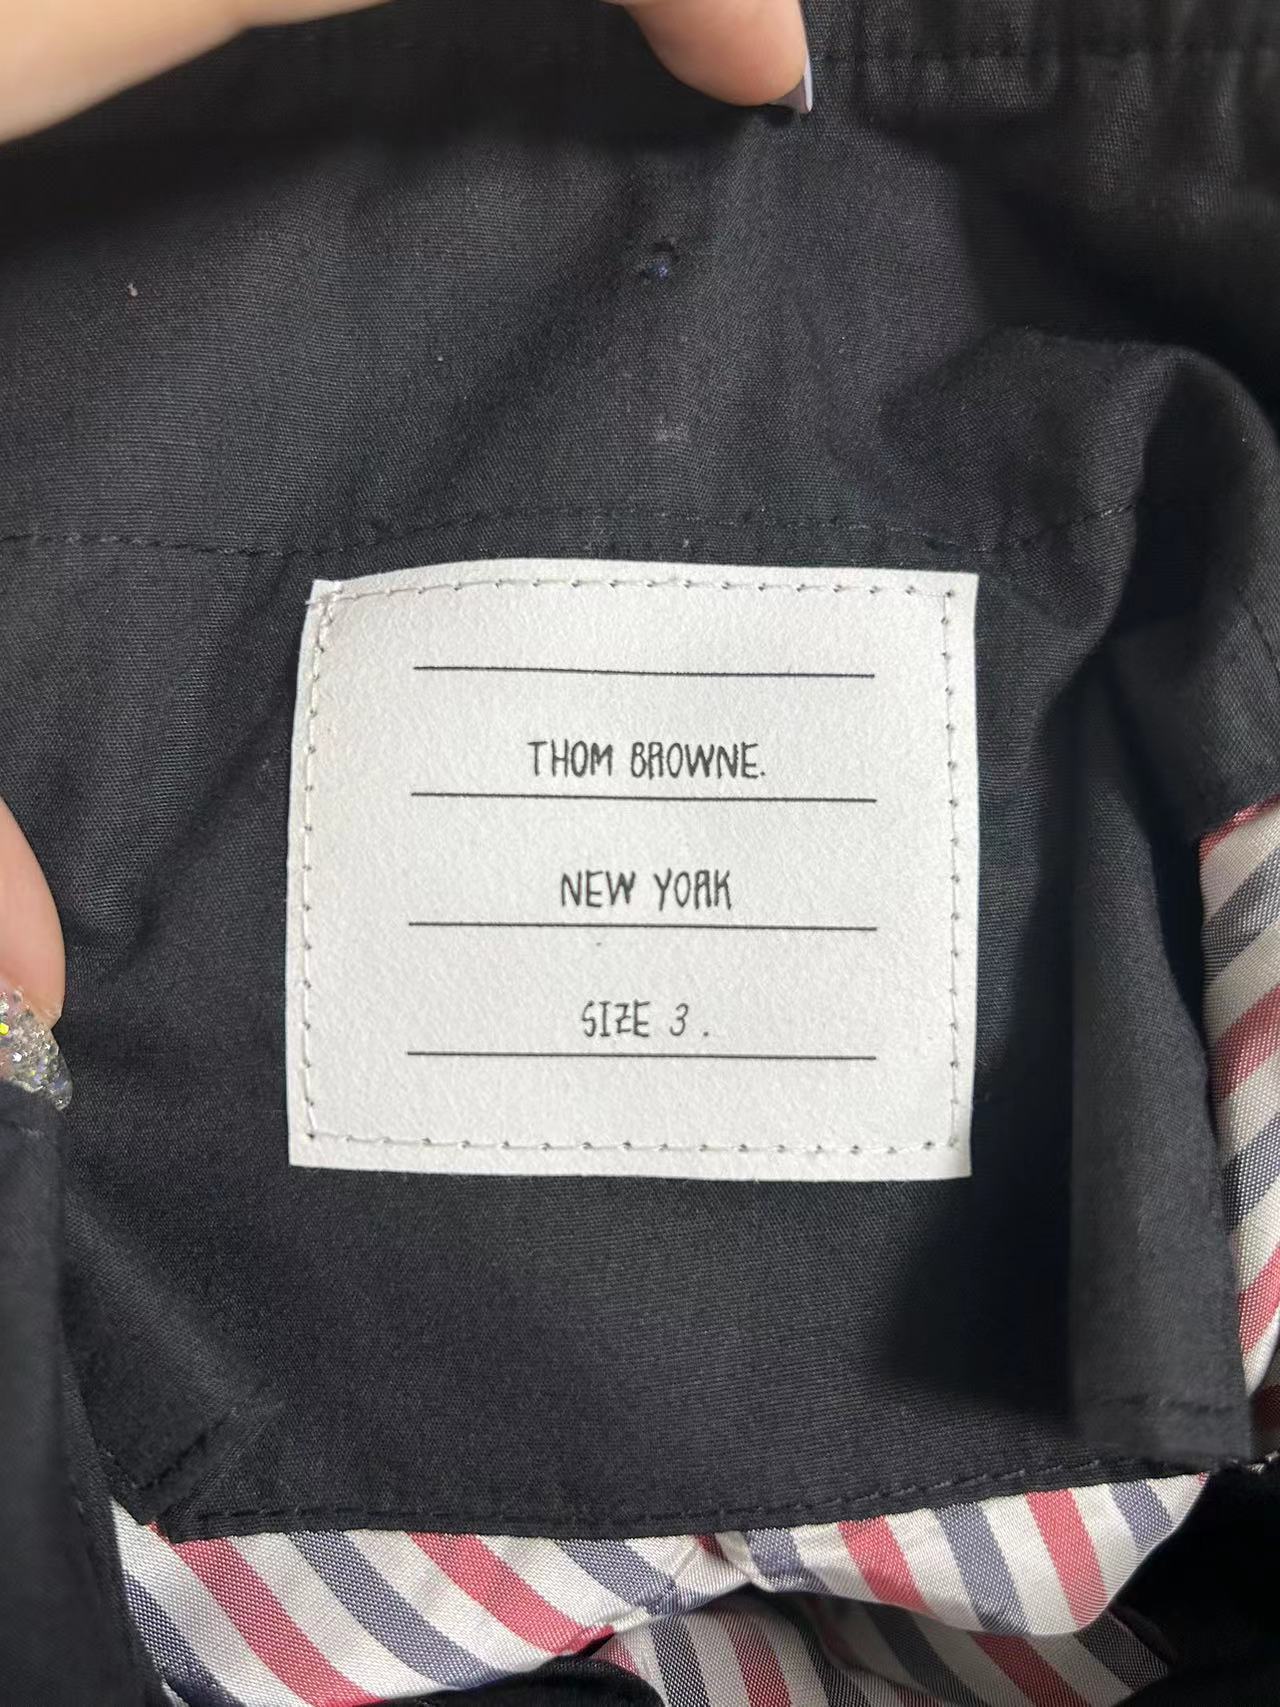 THOM BROWNE.
NEW YORK
SIZE 3.